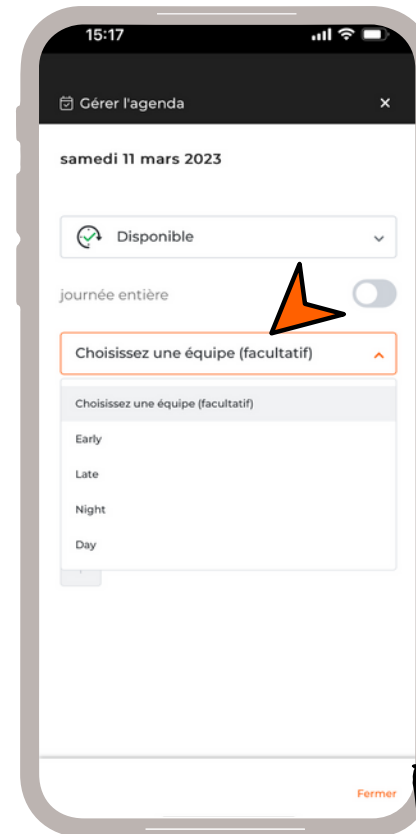 15:17
Gérer l'agenda
samedi 11 mars 2023
Disponible
journée entière
Choisissez une équipe (facultatif)
Choisissez une équipe (facultatif)
Early
Late
Night
Day
Fermer